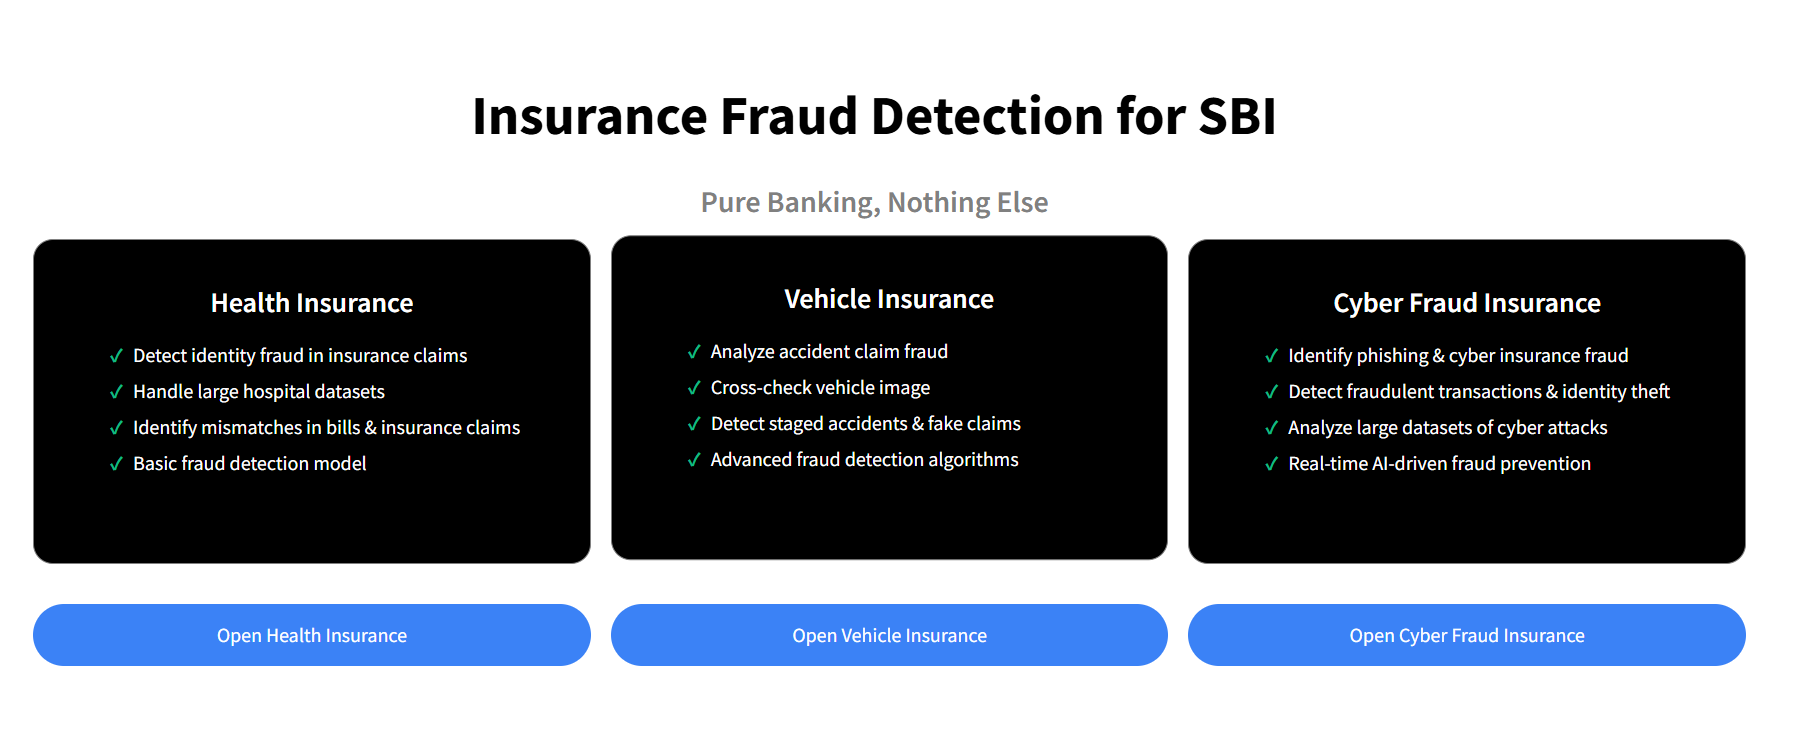 Insurance Fraud Detection for SBI
Pure Banking, Nothing Else
Health Insurance
✓ Detect identity fraud in insurance claims
✓ Handle large hospital datasets
✓ Identify mismatches in bills & insurance claims
✓ Basic fraud detection model
Open Health Insurance
Vehicle Insurance
✓ Analyze accident claim fraud
✓ Cross-check vehicle image
✓ Detect staged accidents & fake claims
✓ Advanced fraud detection algorithms
Open Vehicle Insurance
Cyber Fraud Insurance
✓ Identify phishing & cyber insurance fraud
✓ Detect fraudulent transactions & identity theft
✓ Analyze large datasets of cyber attacks
✓ Real-time AI-driven fraud prevention
Open Cyber Fraud Insurance